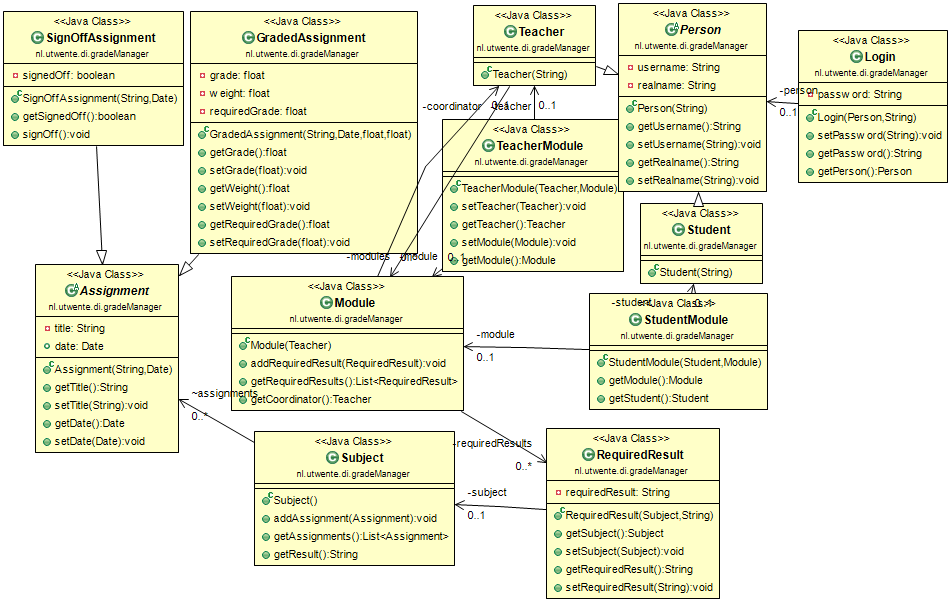 <<Java Class>>
SignOffAssignment
nl.utwente.di.gradeManager
signedOff: boolean
SignOffAssignment(String,Date)
getSignedOff():boolean
signOff():void
<<Java Class>>
GradedAssignment
nl.utwente.di.gradeManager
grade: float
weight: float
requiredGrade: float
GradedAssignment(String,Date,float,float)
getGrade():float
setGrade(float):void
getWeight():float
setWeight(float):void
getRequiredGrade():float
setRequiredGrade(float):void
<<Java Class>>
Teacher
nl.utwente.di.gradeManager
Teacher(String)
<<Java Class>>
Person
nl.utwente.di.gradeManager
username: String
realname: String
Person(String)
getUsername():String
setUsername(String):void
getRealname():String
setRealname(String):void
<<Java Class>>
Login
nl.utwente.di.gradeManager
password: String
Login(Person,String)
setPassword(String):void
getPassword():String
getPerson():Person
-person
0..1
-coordinator
0..1
-teacher
0..1
<<Java Class>>
TeacherModule
nl.utwente.di.gradeManager
TeacherModule(Teacher,Module)
setTeacher(Teacher):void
getTeacher():Teacher
setModule(Module):void
getModule():Module
-modules
-module
0..1
<<Java Class>>
Student
nl.utwente.di.gradeManager
Student(String)
-student
0..1
<<Java Class>>
Assignment
nl.utwente.di.gradeManager
title: String
date: Date
Assignment(String,Date)
getTitle():String
setTitle(String):void
getDate():Date
setDate(Date):void
<<Java Class>>
Module
nl.utwente.di.gradeManager
Module(Teacher)
addRequiredResult(RequiredResult):void
getRequiredResults():List<RequiredResult>
getCoordinator():Teacher
-module
0..1
<<Java Class>>
StudentModule
nl.utwente.di.gradeManager
StudentModule(Student,Module)
getModule():Module
getStudent():Student
~assignments
0..*
<<Java Class>>
Subject
nl.utwente.di.gradeManager
Subject()
addAssignment(Assignment):void
getAssignments():List<Assignment>
getResult():String
-requiredResults
0..*
-subject
0..1
<<Java Class>>
RequiredResult
nl.utwente.di.gradeManager
requiredResult: String
RequiredResult(Subject,String)
getSubject():Subject
setSubject(Subject):void
getRequiredResult():String
setRequiredResult(String):void